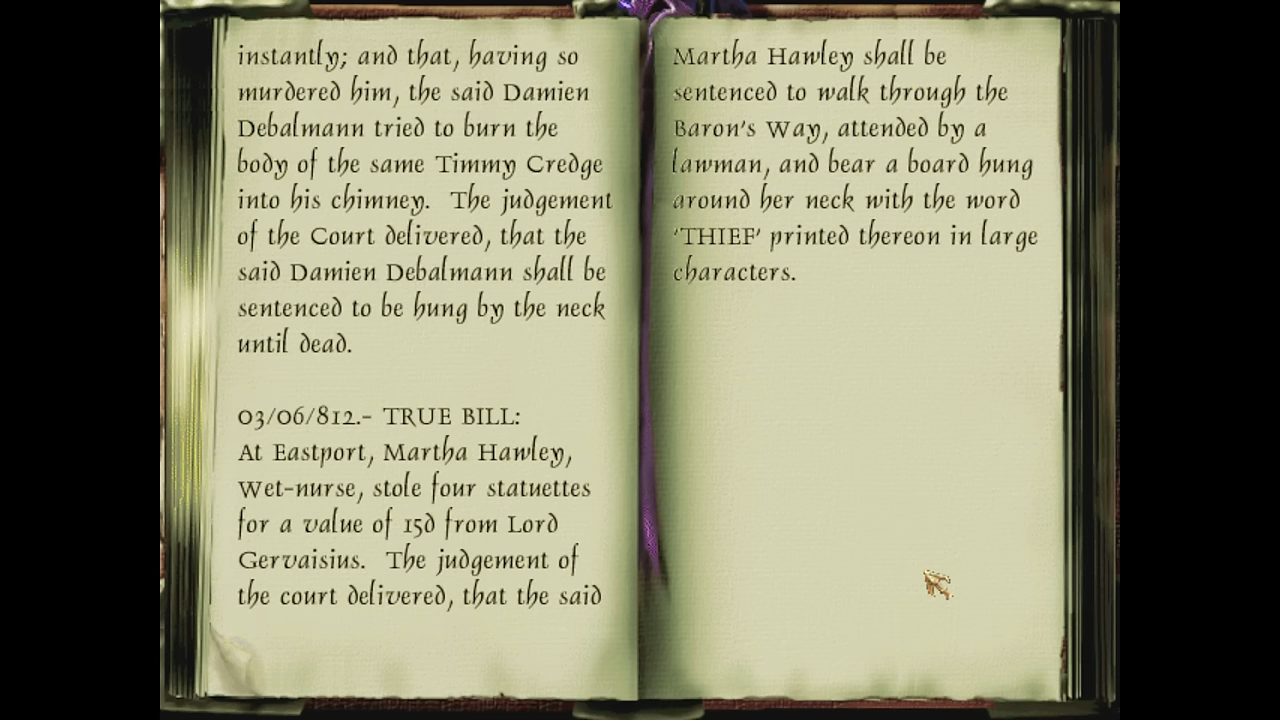 instantly; and that, having so
murdered him, the said Damien
Debalmann tried to burn the
body of the same Timmy Credge
into his chimney.  The judgement
of the Court delivered, that the
said Damien Debalmann shall be
sentenced to be hung by the neck
until dead.
03/06/812.- TRUE BILL:
At Eastport, Martha Hawley,
Wet-nurse, stole four statuettes
for a value of 15d from Lord
Gervaisius.  The judgement of
the court delivered, that the said
Martha Hawley shall be
sentenced to walk through the
Baron's Way, attended by a
lawman, and bear a board hung
around her neck with the word
'THIEF' printed thereon in large
characters.